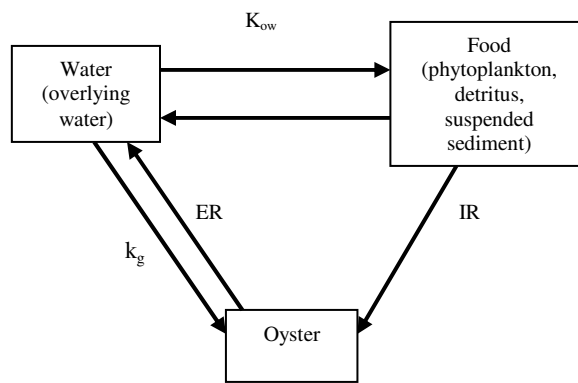 K_ow
Water
(overlying
water)
Food
(phytoplankton,
detritus,
suspended
sediment)
ER
IR
k_g
Oyster